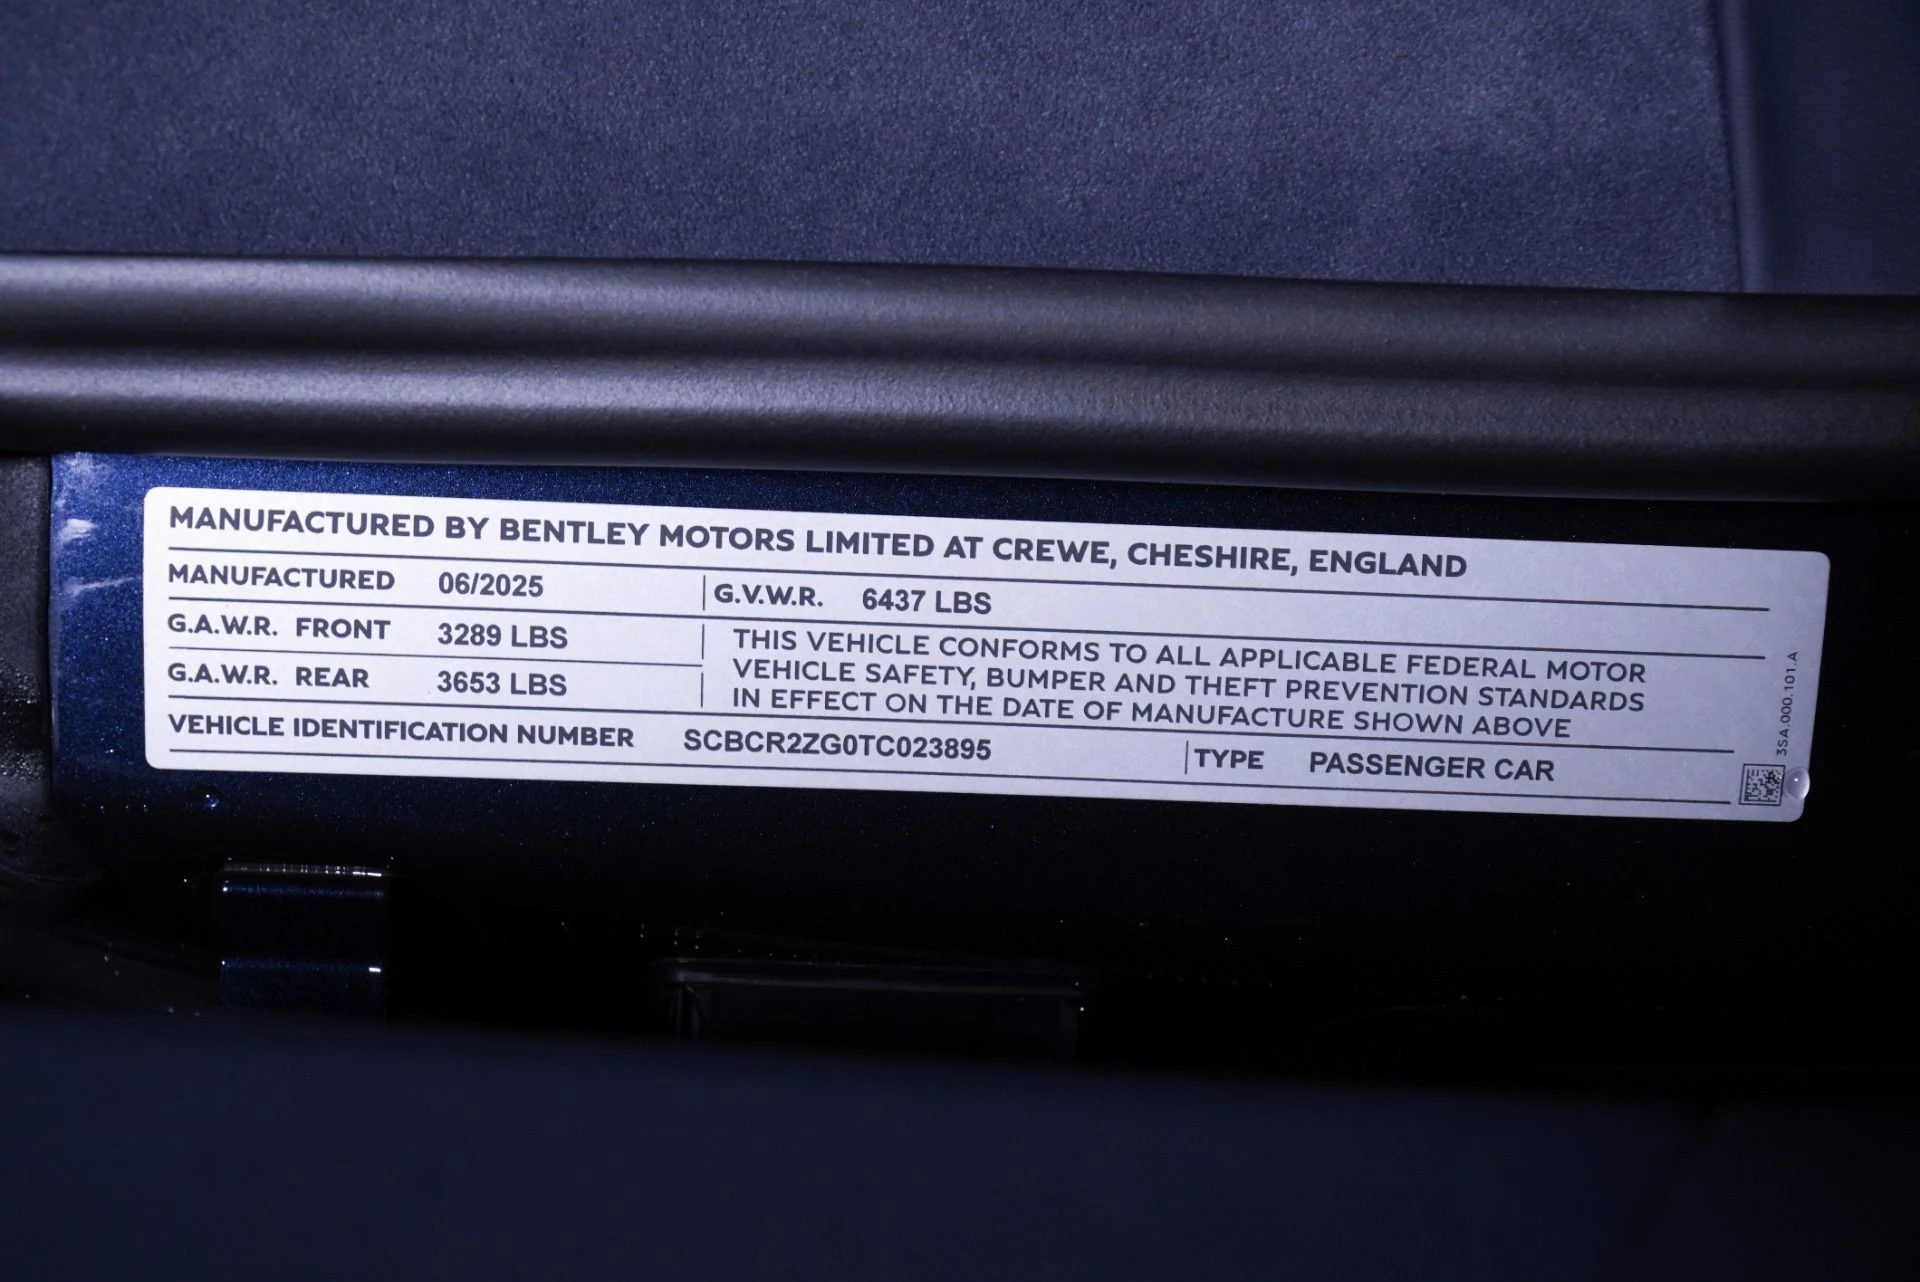 MANUFACTURED BY BENTLEY MOTORS LIMITED AT CREWE, CHESHIRE, ENGLAND
MANUFACTURED 06/2025 G.V.W.R. 6437 LBS
G.A.W.R. FRONT 3289 LBS
G.A.W.R. REAR 3653 LBS
THIS VEHICLE CONFORMS TO ALL APPLICABLE FEDERAL MOTOR
VEHICLE SAFETY, BUMPER AND THEFT PREVENTION STANDARDS
IN EFFECT ON THE DATE OF MANUFACTURE SHOWN ABOVE
VEHICLE IDENTIFICATION NUMBER SCBCR2ZG0TC023895 TYPE PASSENGER CAR
3SA.000.101.A